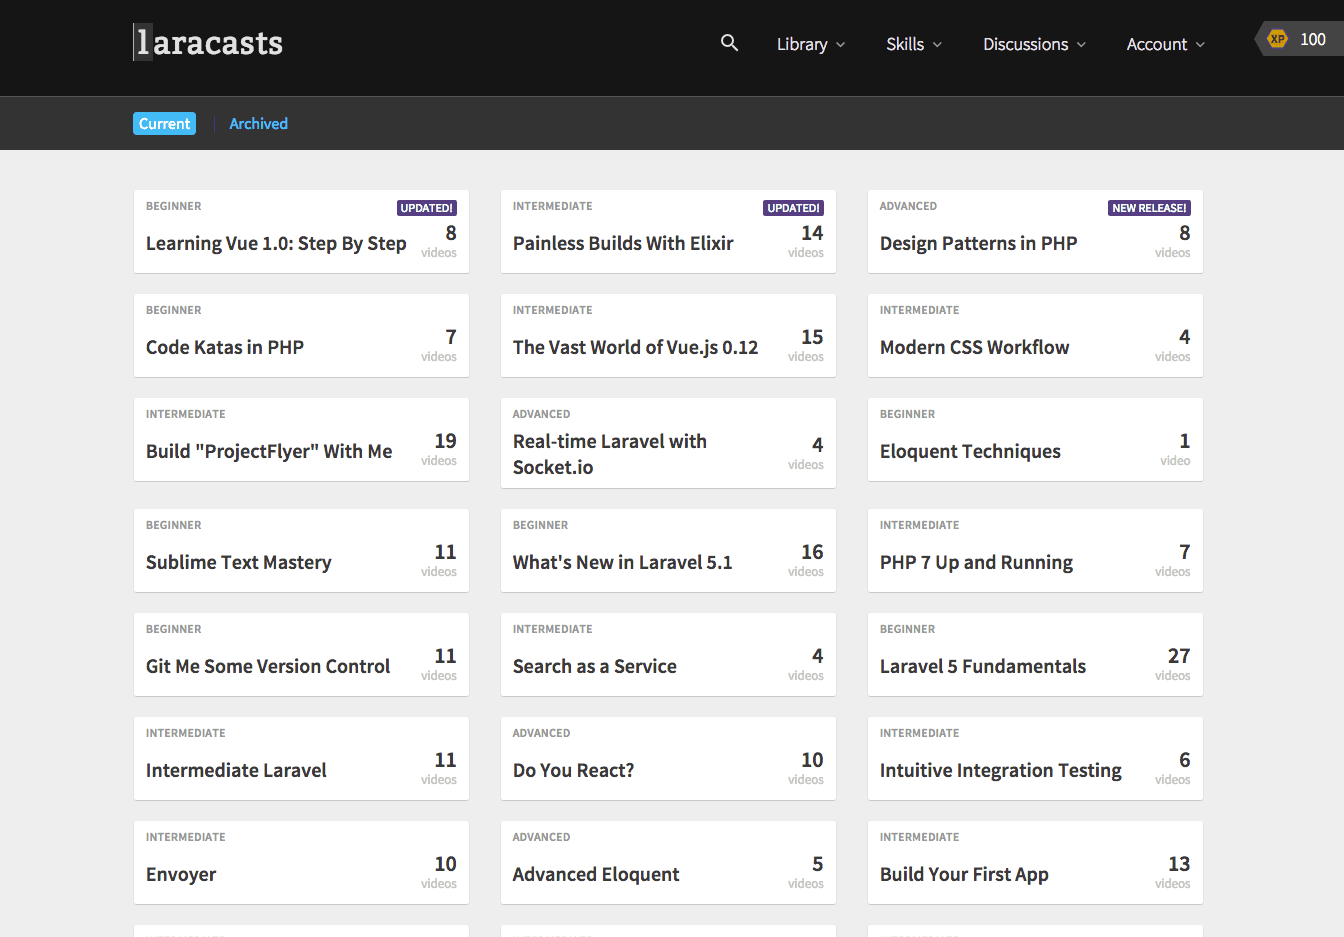 laracasts
Library
Skills
Discussions
Account
XP 100
Current
Archived
BEGINNER
UPDATED!
Learning Vue 1.0: Step By Step
8
videos
INTERMEDIATE
UPDATED!
Painless Builds With Elixir
14
videos
ADVANCED
NEW RELEASE!
Design Patterns in PHP
8
videos
BEGINNER
Code Katas in PHP
7
videos
INTERMEDIATE
The Vast World of Vue.js 0.12
15
videos
INTERMEDIATE
Modern CSS Workflow
4
videos
INTERMEDIATE
Build "ProjectFlyer" With Me
19
videos
ADVANCED
Real-time Laravel with
Socket.io
4
videos
BEGINNER
Eloquent Techniques
1
video
BEGINNER
Sublime Text Mastery
11
videos
BEGINNER
What's New in Laravel 5.1
16
videos
INTERMEDIATE
PHP 7 Up and Running
7
videos
BEGINNER
Git Me Some Version Control
11
videos
INTERMEDIATE
Search as a Service
4
videos
BEGINNER
Laravel 5 Fundamentals
27
videos
INTERMEDIATE
Intermediate Laravel
11
videos
ADVANCED
Do You React?
10
videos
INTERMEDIATE
Intuitive Integration Testing
6
videos
INTERMEDIATE
Envoyer
10
videos
ADVANCED
Advanced Eloquent
5
videos
INTERMEDIATE
Build Your First App
13
videos